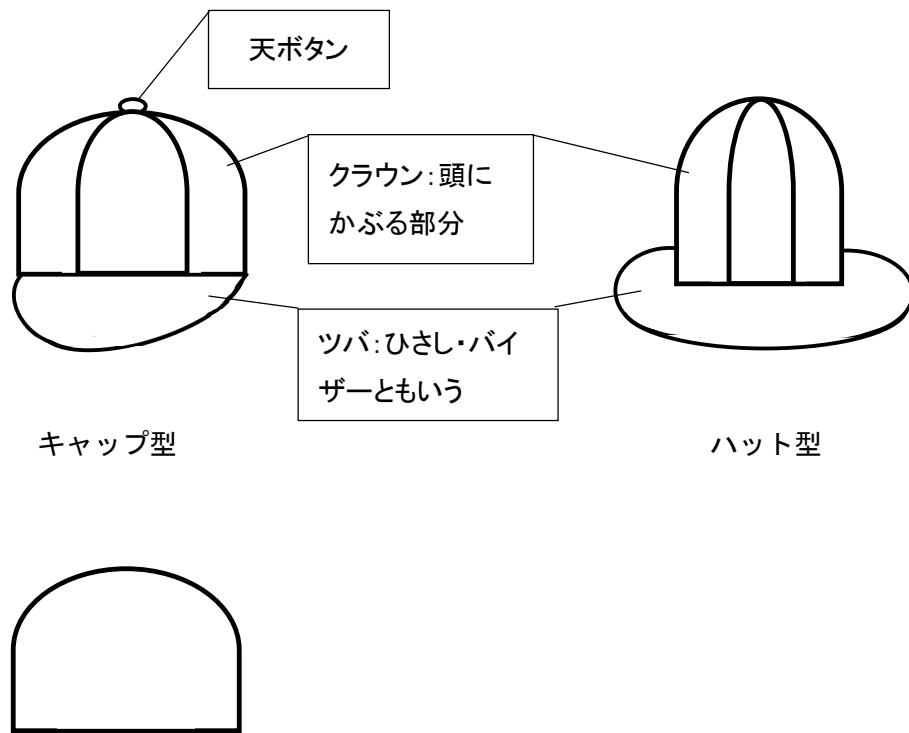 天ボタン
クラウン：頭に
かぶる部分
ツバ：ひさし・バイ
ザーともいう
キャップ型
ハット型